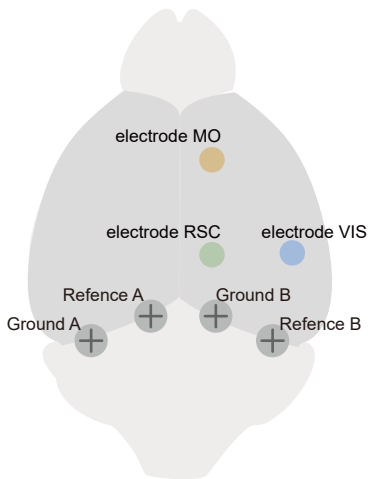 electrode MO
electrode RSC
electrode VIS
Refence A
Ground B
Ground A
Refence B